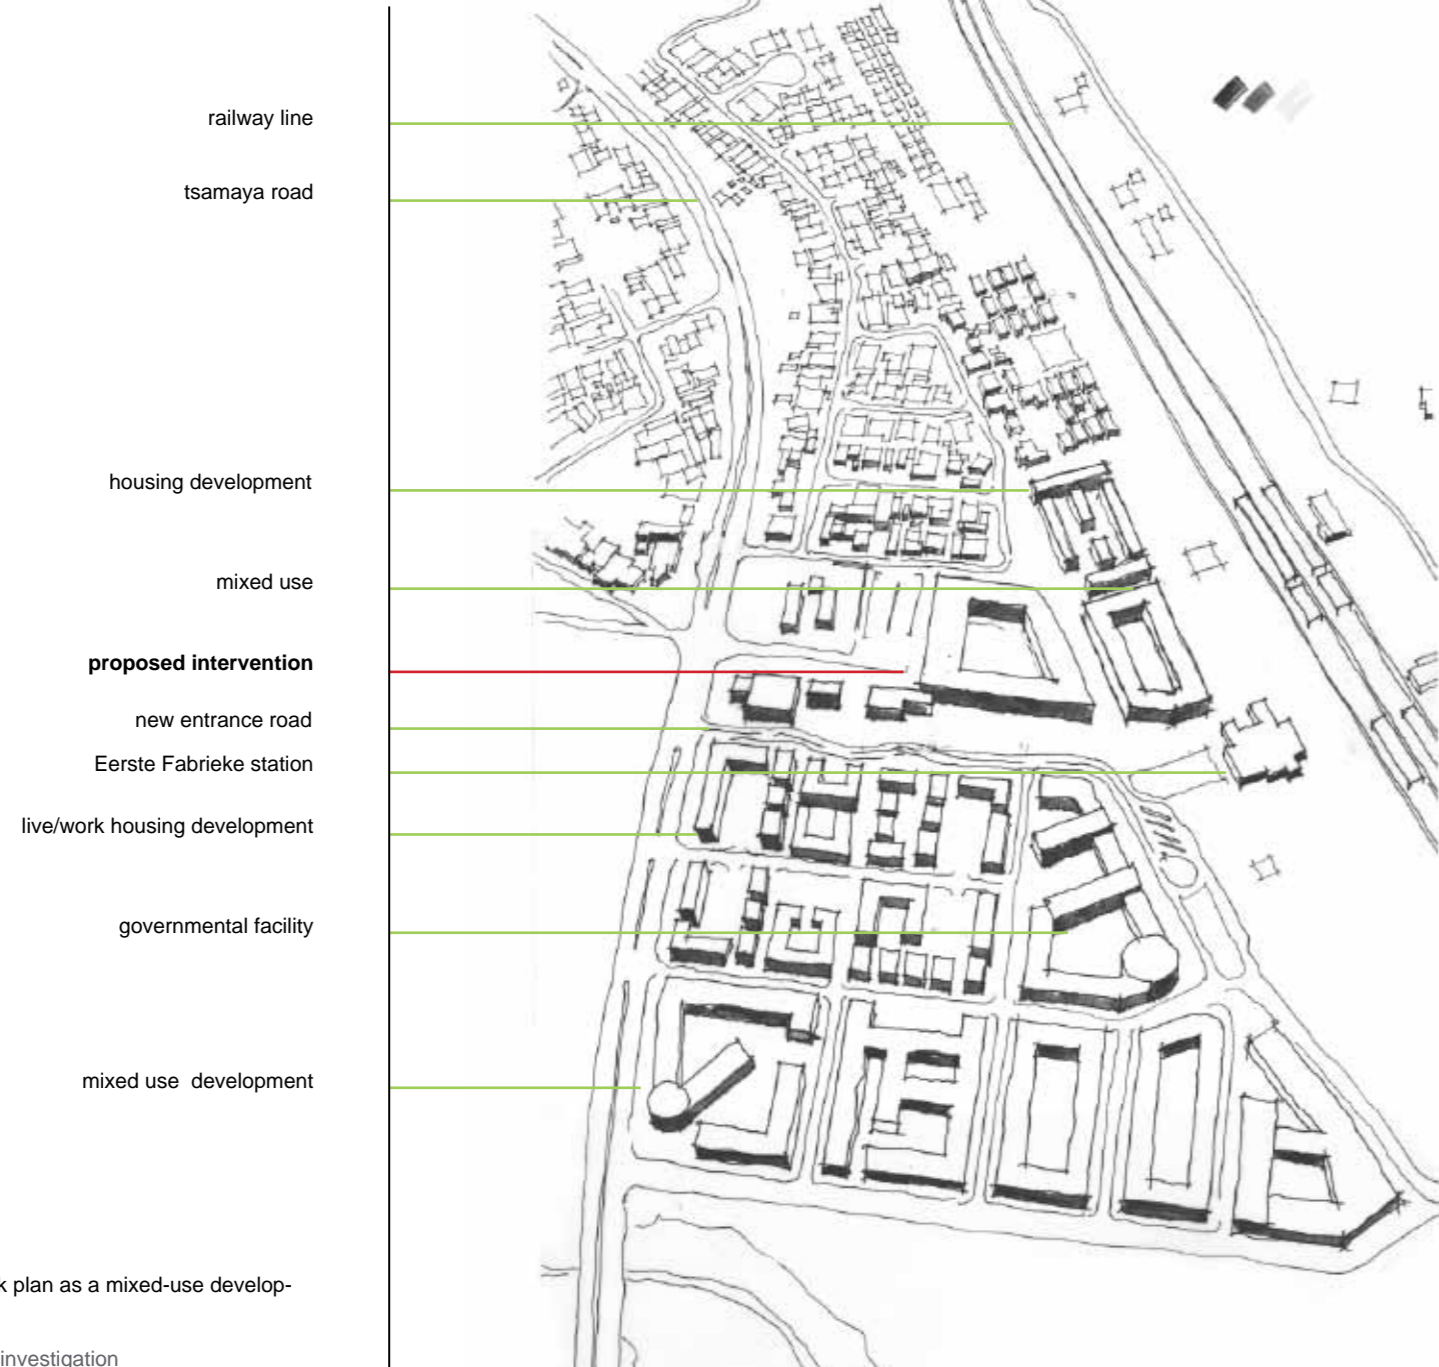 railway line
tsamaya road
housing development
mixed use
proposed intervention
new entrance road
Eerste Fabrieke station
live/work housing development
governmental facility
mixed use development
k plan as a mixed-use develop-
investigation